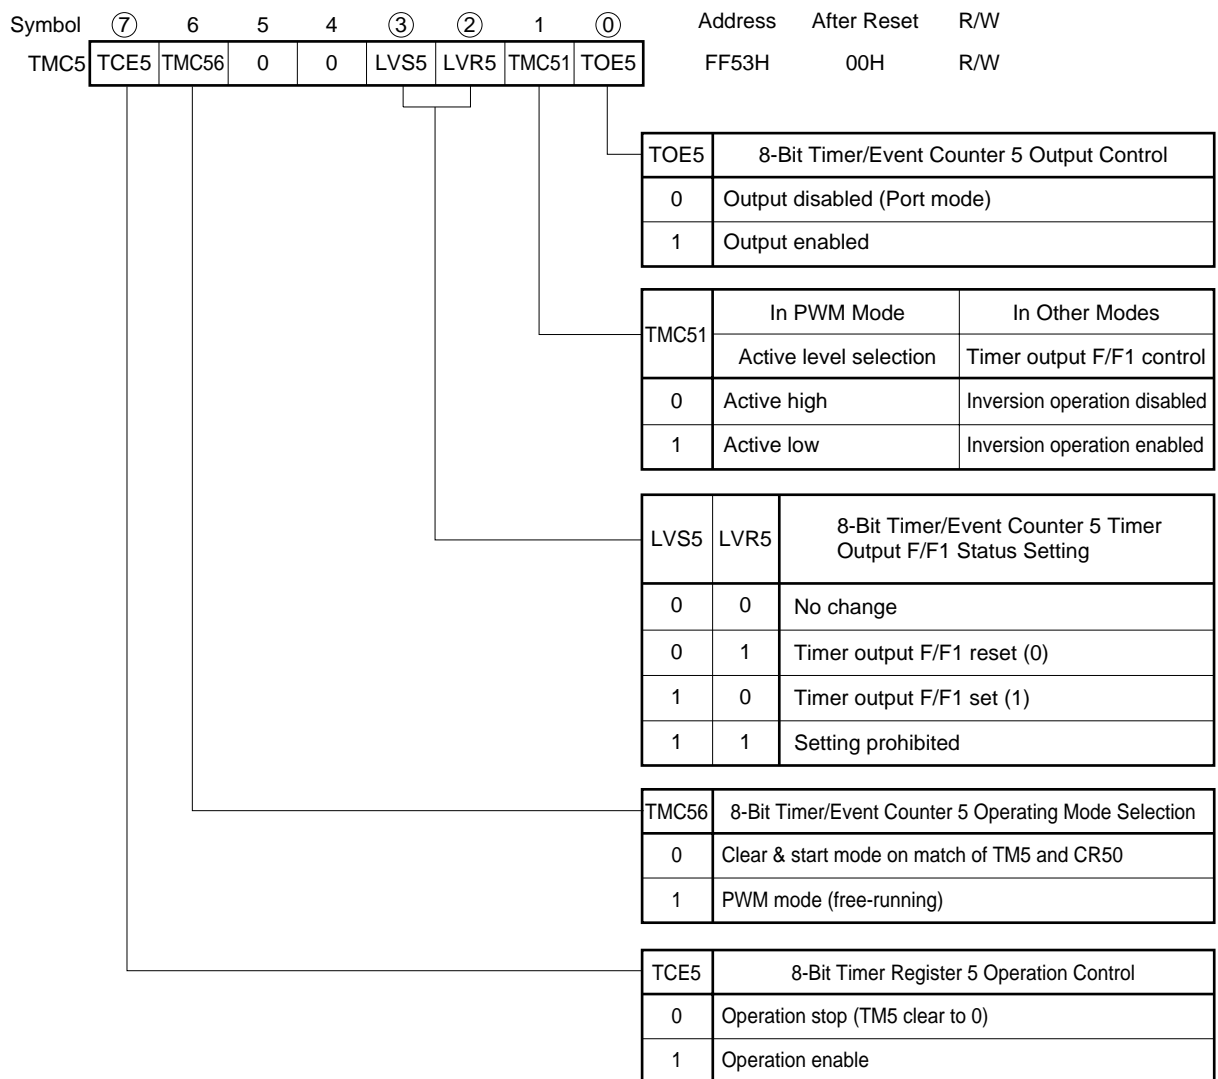 Symbol ⑦ 6 5 4 ③ ② 1 ⓪ Address After Reset R/W
TMC5 TCE5 TMC56 0 0 LVS5 LVR5 TMC51 TOE5 FF53H 00H R/W
TOE5 8-Bit Timer/Event Counter 5 Output Control
0 Output disabled (Port mode)
1 Output enabled
TMC51 In PWM Mode In Other Modes
Active level selection Timer output F/F1 control
0 Active high Inversion operation disabled
1 Active low Inversion operation enabled
LVS5 LVR5 8-Bit Timer/Event Counter 5 Timer
Output F/F1 Status Setting
0 0 No change
0 1 Timer output F/F1 reset (0)
1 0 Timer output F/F1 set (1)
1 1 Setting prohibited
TMC56 8-Bit Timer/Event Counter 5 Operating Mode Selection
0 Clear & start mode on match of TM5 and CR50
1 PWM mode (free-running)
TCE5 8-Bit Timer Register 5 Operation Control
0 Operation stop (TM5 clear to 0)
1 Operation enable